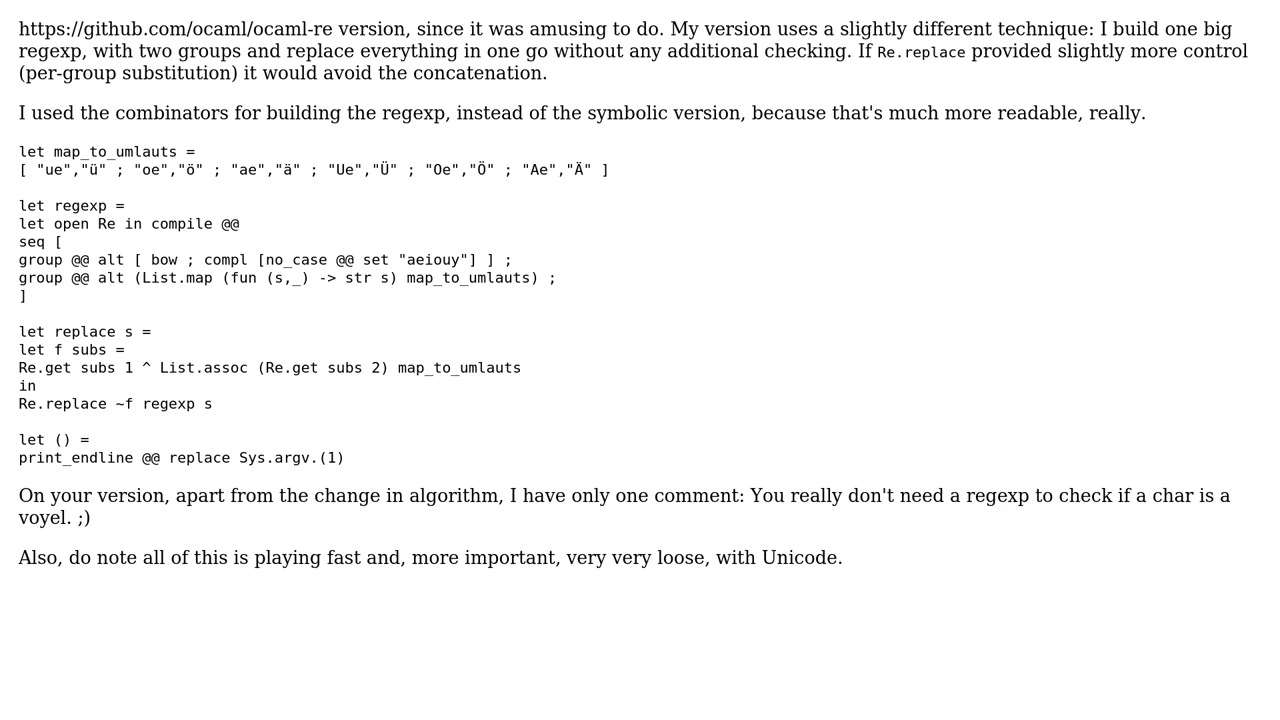 https://github.com/ocaml/ocaml-re version, since it was amusing to do. My version uses a slightly different technique: I build one big
regexp, with two groups and replace everything in one go without any additional checking. If Re.replace provided slightly more control
(per-group substitution) it would avoid the concatenation.
I used the combinators for building the regexp, instead of the symbolic version, because that's much more readable, really.
let map_to_umlauts =
[ "ue","ü" ; "oe","ö" ; "ae","ä" ; "Ue","Ü" ; "Oe","Ö" ; "Ae","Ä" ]
let regexp =
let open Re in compile @@
seq [
group @@ alt [ bow ; compl [no_case @@ set "aeiouy"] ] ;
group @@ alt (List.map (fun (s,_) -> str s) map_to_umlauts) ;
]
let replace s =
let f subs =
Re.get subs 1 ^ List.assoc (Re.get subs 2) map_to_umlauts
in
Re.replace ~f regexp s
let () =
print_endline @@ replace Sys.argv.(1)
On your version, apart from the change in algorithm, I have only one comment: You really don't need a regexp to check if a char is a
voyel. ;)
Also, do note all of this is playing fast and, more important, very very loose, with Unicode.